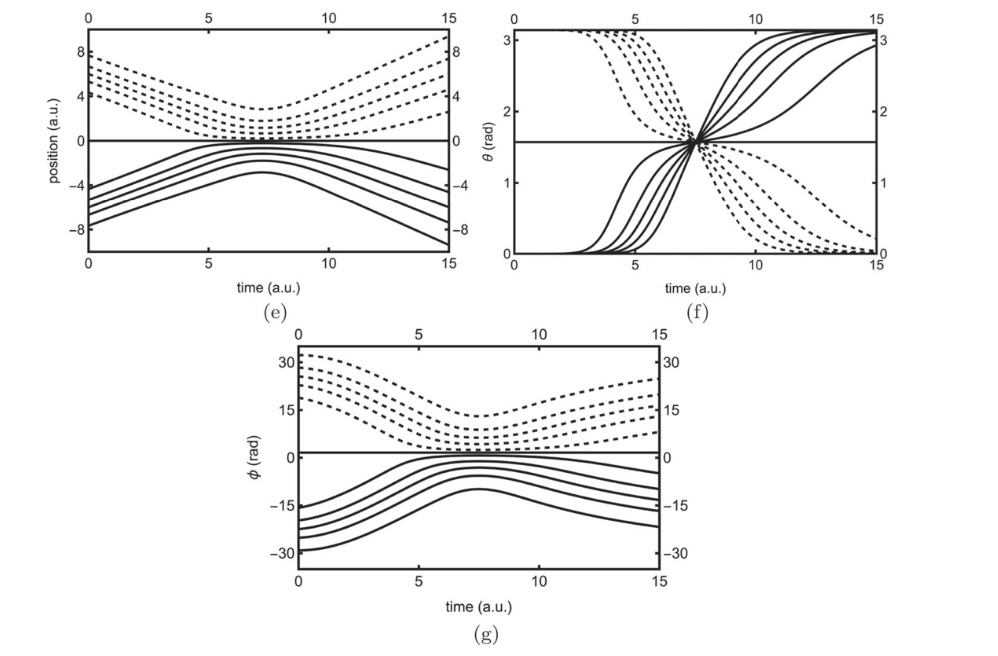 0 5 10 15
8 8
4 4
0 0
−4 −4
−8 −8
0 5 10 15
position (a.u.)
time (a.u.)
(e)
0 5 10 15
3 3
2 2
1 1
0 0
0 5 10 15
θ (rad)
time (a.u.)
(f)
0 5 10 15
30 30
15 15
0 0
−15 −15
−30 −30
0 5 10 15
ϕ (rad)
time (a.u.)
(g)